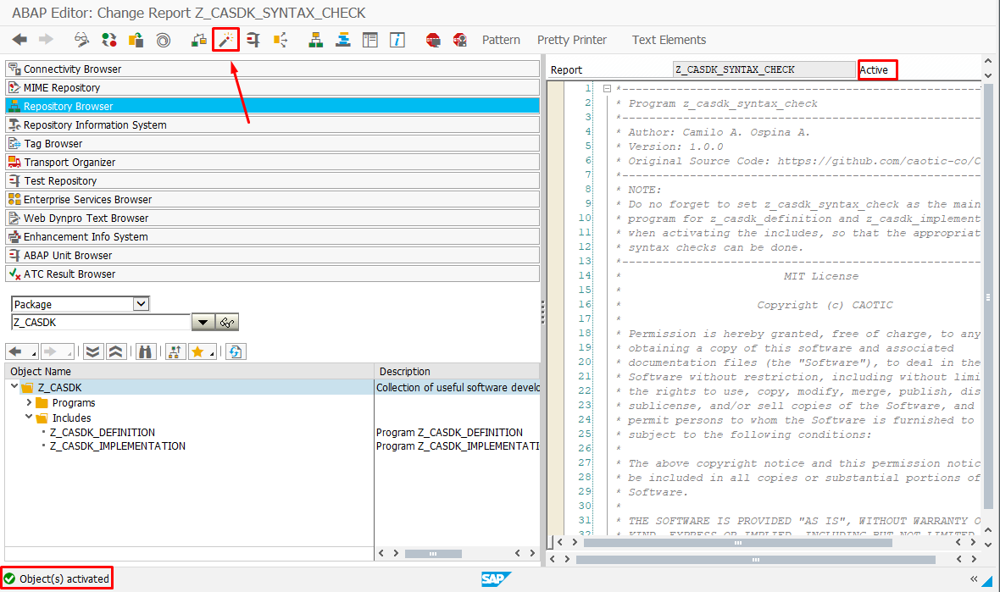 ABAP Editor: Change Report Z_CASDK_SYNTAX_CHECK
Pattern Pretty Printer Text Elements
Connectivity Browser
MIME Repository
Repository Browser
Repository Information System
Tag Browser
Transport Organizer
Test Repository
Enterprise Services Browser
Web Dynpro Text Browser
Enhancement Info System
ABAP Unit Browser
ATC Result Browser
Package
Z_CASDK
Object Name Description
Z_CASDK Collection of useful software develo
Programs
Includes
Z_CASDK_DEFINITION Program Z_CASDK_DEFINITION
Z_CASDK_IMPLEMENTATION Program Z_CASDK_IMPLEMENTATI
Report Z_CASDK_SYNTAX_CHECK Active
1 *----------------------------------------------------
2 * Program z_casdk_syntax_check
3 *----------------------------------------------------
4 * Author: Camilo A. Ospina A.
5 * Version: 1.0.0
6 * Original Source Code: https://github.com/caotic-co/C
7 *----------------------------------------------------
8 * NOTE:
9 * Do no forget to set z_casdk_syntax_check as the main
10 * program for z_casdk_definition and z_casdk_implement
11 * when activating the includes, so that the appropriat
12 * syntax checks can be done.
13 *----------------------------------------------------
14 * MIT License
15 *
16 * Copyright (c) CAOTIC
17 *
18 * Permission is hereby granted, free of charge, to any
19 * obtaining a copy of this software and associated
20 * documentation files (the "Software"), to deal in the
21 * Software without restriction, including without limi
22 * the rights to use, copy, modify, merge, publish, dis
23 * sublicense, and/or sell copies of the Software, and
24 * permit persons to whom the Software is furnished to
25 * subject to the following conditions:
26 *
27 * The above copyright notice and this permission notic
28 * be included in all copies or substantial portions of
29 * Software.
30 *
31 * THE SOFTWARE IS PROVIDED "AS IS", WITHOUT WARRANTY O
32 * KIND, EXPRESS OR IMPLIED, INCLUDING BUT NOT LIMITED
Object(s) activated
SAP